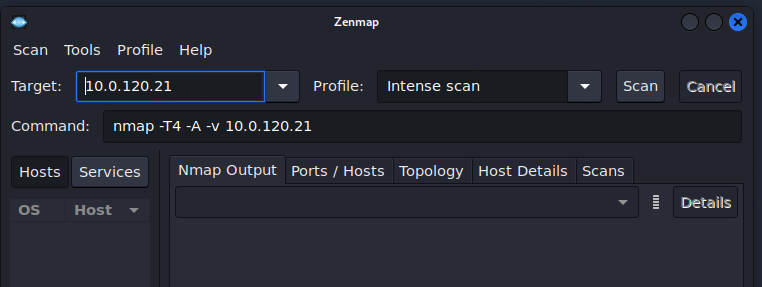 Zenmap
Scan Tools Profile Help
Target: 10.0.120.21 Profile: Intense scan Scan Cancel
Command: nmap -T4 -A -v 10.0.120.21
Hosts Services Nmap Output Ports / Hosts Topology Host Details Scans
OS Host Details